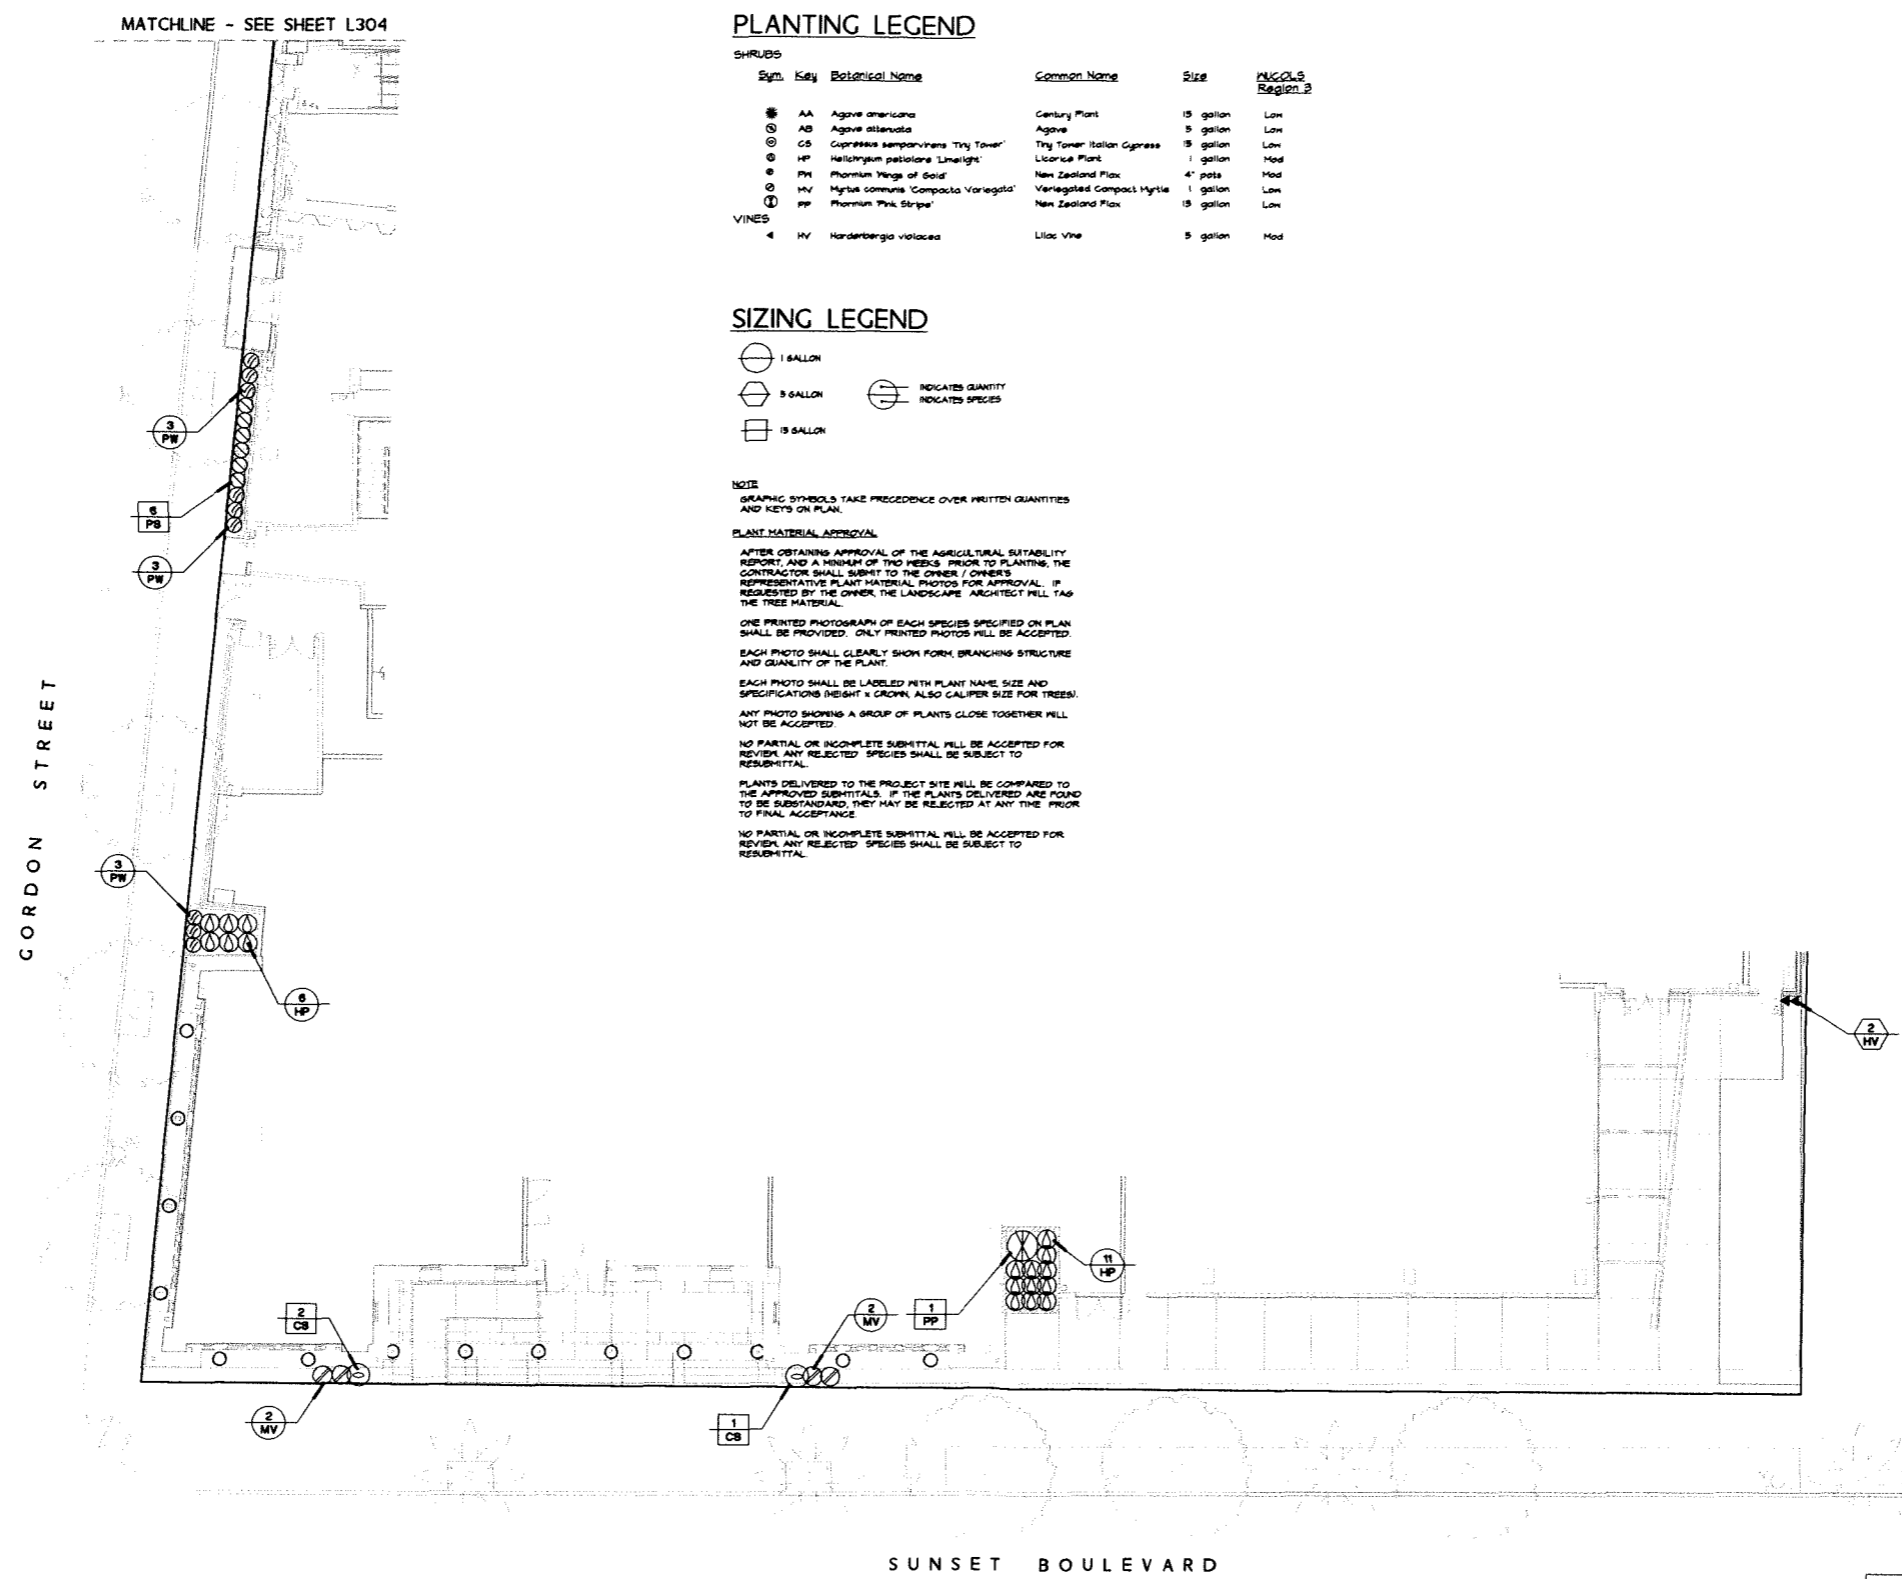 MATCHLINE - SEE SHEET L304
PLANTING LEGEND
SHRUBS
Sym. Key Botanical Name Common Name Size WUCOLS Region 3
AA Agave americana Century Plant 15 gallon Low
AB Agave attenuata Agave 5 gallon Low
CS Cupressus sempervirens 'Tiny Tower' Tiny Tower Italian Cypress 15 gallon Low
HP Helichrysum petiolare 'Limelight' Licorice Plant 1 gallon Mod
PW Phormium 'Wings of Gold' New Zealand Flax 4" pots Mod
MV Myrtus communis 'Compacta Variegata' Variegated Compact Myrtle 1 gallon Low
PP Phormium 'Pink Stripe' New Zealand Flax 15 gallon Low
VINES
HV Hardenbergia violacea Lilac Vine 5 gallon Mod
SIZING LEGEND
1 GALLON
5 GALLON
15 GALLON
INDICATES QUANTITY
INDICATES SPECIES
NOTE
GRAPHIC SYMBOLS TAKE PRECEDENCE OVER WRITTEN QUANTITIES
AND KEYS ON PLAN.
PLANT MATERIAL APPROVAL
AFTER OBTAINING APPROVAL OF THE AGRICULTURAL SUITABILITY
REPORT, AND A MINIMUM OF TWO WEEKS PRIOR TO PLANTING, THE
CONTRACTOR SHALL SUBMIT TO THE OWNER / OWNER'S
REPRESENTATIVE PLANT MATERIAL PHOTOS FOR APPROVAL. IF
REQUESTED BY THE OWNER, THE LANDSCAPE ARCHITECT WILL TAG
THE TREE MATERIAL.
ONE PRINTED PHOTOGRAPH OF EACH SPECIES SPECIFIED ON PLAN
SHALL BE PROVIDED. ONLY PRINTED PHOTOS WILL BE ACCEPTED.
EACH PHOTO SHALL CLEARLY SHOW FORM, BRANCHING STRUCTURE
AND QUANLITY OF THE PLANT.
EACH PHOTO SHALL BE LABELED WITH PLANT NAME, SIZE AND
SPECIFICATIONS (HEIGHT x CROWN, ALSO CALIPER SIZE FOR TREES).
ANY PHOTO SHOWING A GROUP OF PLANTS CLOSE TOGETHER WILL
NOT BE ACCEPTED.
NO PARTIAL OR INCOMPLETE SUBMITTAL WILL BE ACCEPTED FOR
REVIEW. ANY REJECTED SPECIES SHALL BE SUBJECT TO
RESUBMITTAL.
PLANTS DELIVERED TO THE PROJECT SITE WILL BE COMPARED TO
THE APPROVED SUBMTITALS. IF THE PLANTS DELIVERED ARE FOUND
TO BE SUBSTANDARD, THEY MAY BE REJECTED AT ANY TIME PRIOR
TO FINAL ACCEPTANCE.
NO PARTIAL OR INCOMPLETE SUBMITTAL WILL BE ACCEPTED FOR
REVIEW. ANY REJECTED SPECIES SHALL BE SUBJECT TO
RESUBMITTAL.
3
PW
6
PS
3
PW
GORDON STREET
3
PW
6
HP
2
HV
11
HP
2
CS
2
MV
1
PP
2
MV
1
CS
SUNSET BOULEVARD